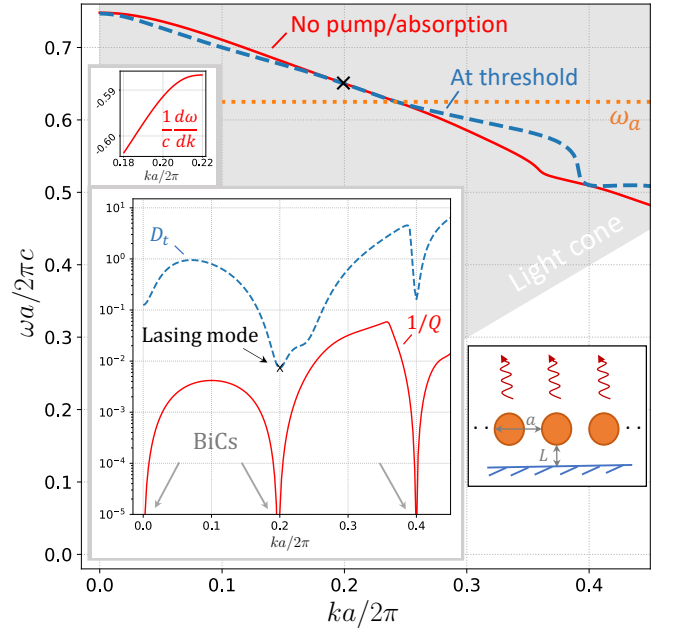 No pump/absorption
At threshold
ω_a
Light cone
ωa/2πc
0.7
0.6
0.5
0.4
0.3
0.2
0.1
0.0
0.0
0.1
0.2
0.3
0.4
ka/2π
-0.59
-0.60
1/c dω/dk
0.18
0.20
0.22
ka/2π
10^1
10^0
10^-1
10^-2
10^-3
10^-4
10^-5
D_t
Lasing mode
1/Q
BiCs
0.0
0.1
0.2
0.3
0.4
ka/2π
a
L